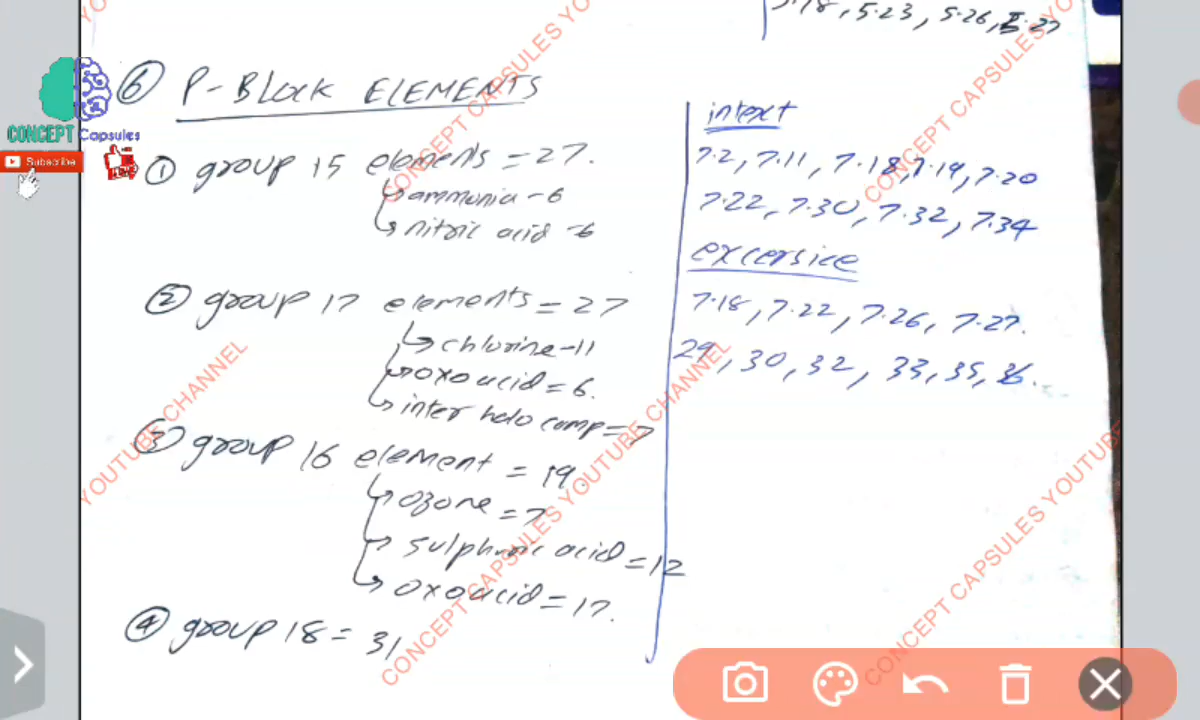 5.18, 5.23, 5.26, 5.27
⑥ P-Block ELEMENTS
CONCEPT Capsules
Subscribe
① group 15 elements = 27.
ammonia - 6
nitric acid - 6
② group 17 elements = 27
chlorine - 11
oxo acid = 6.
inter halo comp = 7
③ group 16 element = 19.
ozone = 7
sulphuric acid = 12
oxo acid = 17.
④ group 18 = 31
intext
7.2, 7.11, 7.18, 7.19, 7.20
7.22, 7.30, 7.32, 7.34
excersice
7.18, 7.22, 7.26, 7.27.
29, 30, 32, 33, 35, 36.
CONCEPT CAPSULES YOUTUBE CHANNEL